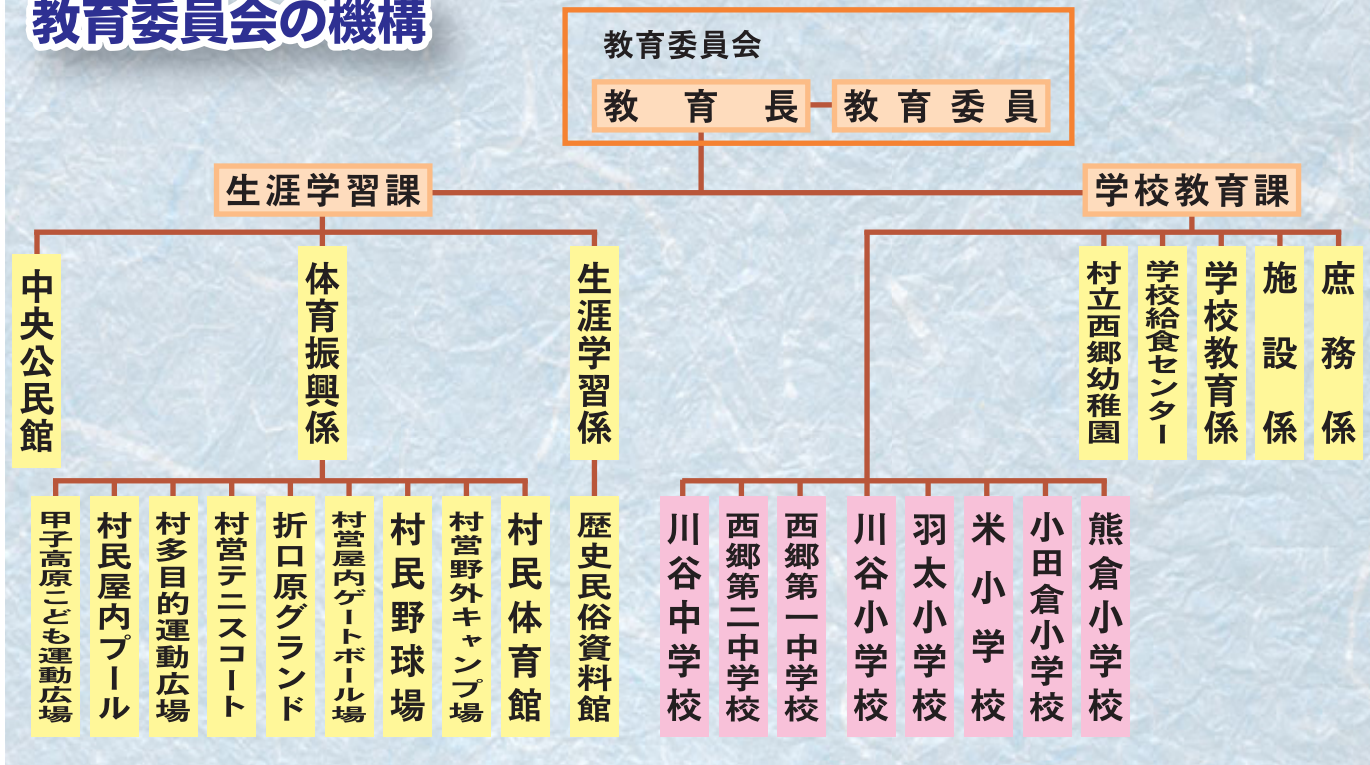 教育委員会の機構
教育委員会
教育長
教育委員
生涯学習課
学校教育課
中央公民館
体育振興係
生涯学習係
村立西郷幼稚園
学校給食センター
学校教育係
施設係
庶務係
甲子高原こども運動広場
村民屋内プール
村多目的運動広場
村営テニスコート
折口原グランド
村営屋内ゲートボール場
村民野球場
村営野外キャンプ場
村民体育館
歴史民俗資料館
川谷中学校
西郷第二中学校
西郷第一中学校
川谷小学校
羽太小学校
米小学校
小田倉小学校
熊倉小学校